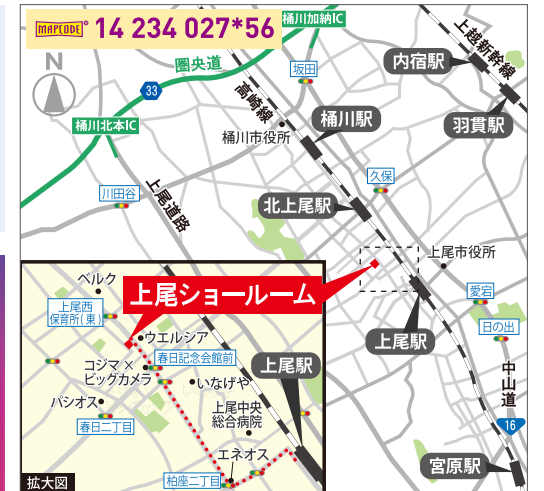 MAPCODE® 14 234 027*56
桶川加納IC
上越新幹線
内宿駅
坂田
圏央道
N
33
高崎線
羽貫駅
桶川駅
桶川北本IC
桶川市役所
久保
川田谷
上尾道路
北上尾駅
上尾市役所
ベルク
上尾ショールーム
愛宕
上尾西
保育所(東)
日の出
ウエルシア
上尾駅
春日記念会館前
コジマ×
ビッグカメラ
上尾駅
いなげや
中山道
パシオス
上尾中央
総合病院
春日二丁目
16
エネオス
宮原駅
拡大図
柏座二丁目